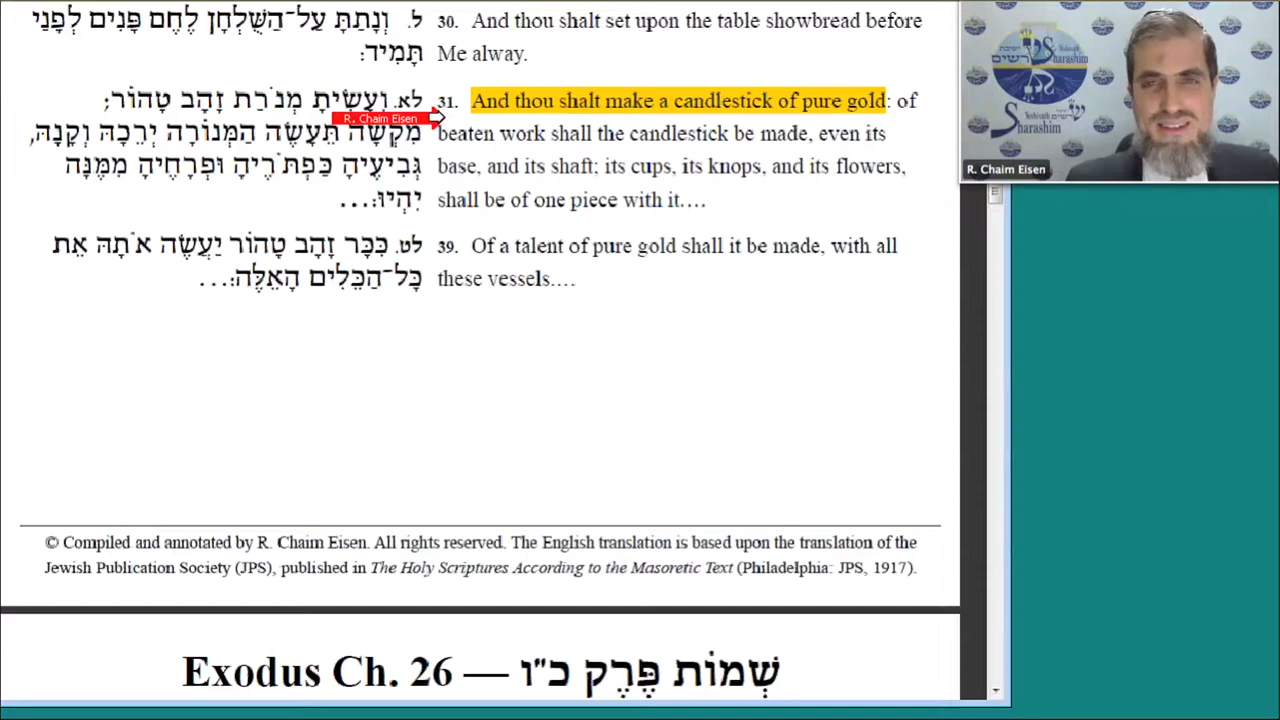 ל. וְנָתַתָּ עַל־הַשֻּׁלְחָן לֶחֶם פָּנִים לְפָנַי
תָּמִיד:
30. And thou shalt set upon the table showbread before
Me alway.
לא. וְעָשִׂיתָ מְנֹרַת זָהָב טָהוֹר;
מִקְשָׁה תֵּעָשֶׂה הַמְּנוֹרָה יְרֵכָהּ וְקָנָהּ,
גְּבִיעֶיהָ כַּפְתֹּרֶיהָ וּפְרָחֶיהָ מִמֶּנָּה
יִהְיוּ:...
31. And thou shalt make a candlestick of pure gold: of
beaten work shall the candlestick be made, even its
base, and its shaft; its cups, its knops, and its flowers,
shall be of one piece with it....
לט. כִּכָּר זָהָב טָהוֹר יַעֲשֶׂה אֹתָהּ אֵת
כָּל־הַכֵּלִים הָאֵלֶּה:...
39. Of a talent of pure gold shall it be made, with all
these vessels....
R. Chaim Eisen
© Compiled and annotated by R. Chaim Eisen. All rights reserved. The English translation is based upon the translation of the
Jewish Publication Society (JPS), published in The Holy Scriptures According to the Masoretic Text (Philadelphia: JPS, 1917).
Exodus Ch. 26 — שְׁמוֹת פֶּרֶק כ"ו
Yeshivath
Sharashim
ישיבת
שרשים
Yeshivath
Sharashim
R. Chaim Eisen